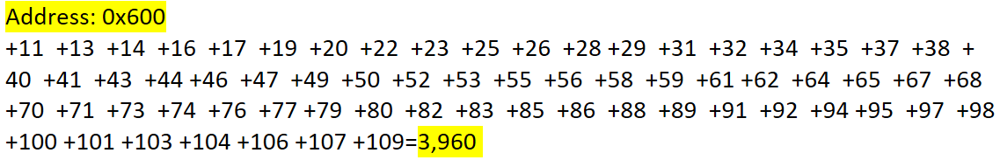 Address: 0x600
+11 +13 +14 +16 +17 +19 +20 +22 +23 +25 +26 +28 +29 +31 +32 +34 +35 +37 +38 +
40 +41 +43 +44 +46 +47 +49 +50 +52 +53 +55 +56 +58 +59 +61 +62 +64 +65 +67 +68
+70 +71 +73 +74 +76 +77 +79 +80 +82 +83 +85 +86 +88 +89 +91 +92 +94 +95 +97 +98
+100 +101 +103 +104 +106 +107 +109=3,960